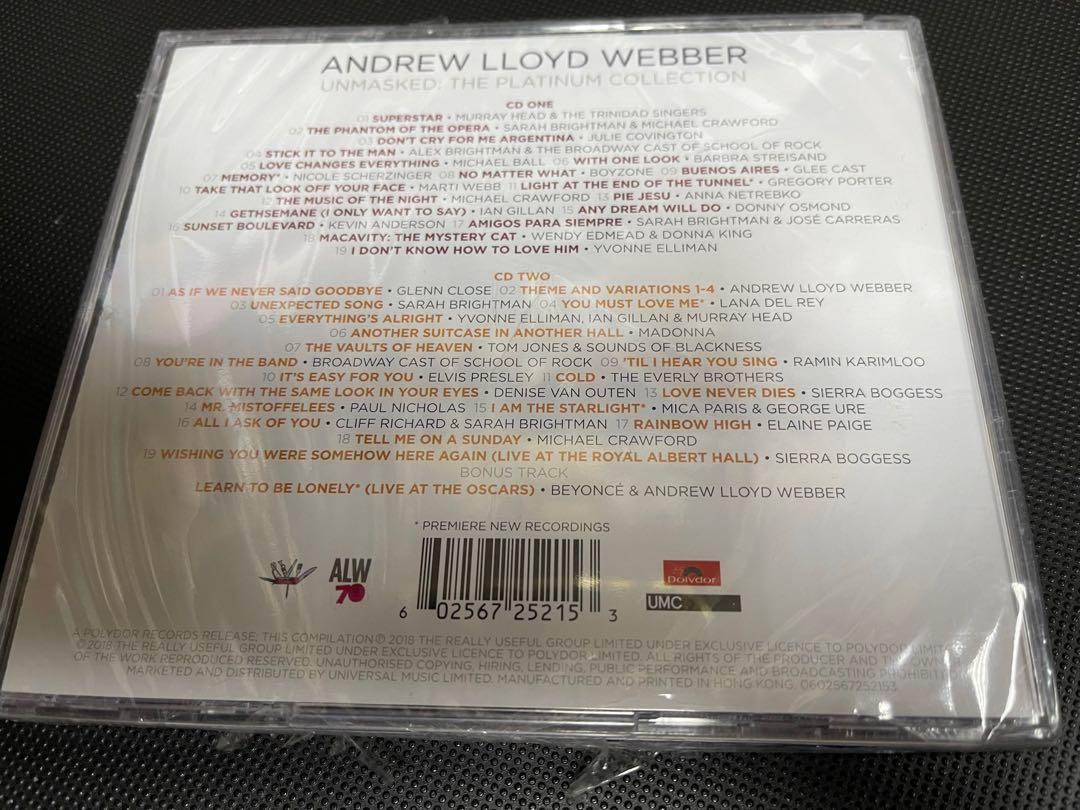 ANDREW LLOYD WEBBER
UNMASKED: THE PLATINUM COLLECTION
CD ONE
01 SUPERSTAR • MURRAY HEAD & THE TRINIDAD SINGERS
02 THE PHANTOM OF THE OPERA • SARAH BRIGHTMAN & MICHAEL CRAWFORD
03 DON'T CRY FOR ME ARGENTINA • JULIE COVINGTON
04 STICK IT TO THE MAN • ALEX BRIGHTMAN & THE BROADWAY CAST OF SCHOOL OF ROCK
05 LOVE CHANGES EVERYTHING • MICHAEL BALL 06 WITH ONE LOOK • BARBRA STREISAND
07 MEMORY* • NICOLE SCHERZINGER 08 NO MATTER WHAT • BOYZONE 09 BUENOS AIRES • GLEE CAST
10 TAKE THAT LOOK OFF YOUR FACE • MARTI WEBB 11 LIGHT AT THE END OF THE TUNNEL* • GREGORY PORTER
12 THE MUSIC OF THE NIGHT • MICHAEL CRAWFORD 13 PIE JESU • ANNA NETREBKO
14 GETHSEMANE (I ONLY WANT TO SAY) • IAN GILLAN 15 ANY DREAM WILL DO • DONNY OSMOND
16 SUNSET BOULEVARD • KEVIN ANDERSON 17 AMIGOS PARA SIEMPRE • SARAH BRIGHTMAN & JOSÉ CARRERAS
18 MACAVITY: THE MYSTERY CAT • WENDY EDMEAD & DONNA KING
19 I DON'T KNOW HOW TO LOVE HIM • YVONNE ELLIMAN
CD TWO
01 AS IF WE NEVER SAID GOODBYE • GLENN CLOSE 02 THEME AND VARIATIONS 1-4 • ANDREW LLOYD WEBBER
03 UNEXPECTED SONG • SARAH BRIGHTMAN 04 YOU MUST LOVE ME* • LANA DEL REY
05 EVERYTHING'S ALRIGHT • YVONNE ELLIMAN, IAN GILLAN & MURRAY HEAD
06 ANOTHER SUITCASE IN ANOTHER HALL • MADONNA
07 THE VAULTS OF HEAVEN • TOM JONES & SOUNDS OF BLACKNESS
08 YOU'RE IN THE BAND • BROADWAY CAST OF SCHOOL OF ROCK 09 'TIL I HEAR YOU SING • RAMIN KARIMLOO
10 IT'S EASY FOR YOU • ELVIS PRESLEY 11 COLD • THE EVERLY BROTHERS
12 COME BACK WITH THE SAME LOOK IN YOUR EYES • DENISE VAN OUTEN 13 LOVE NEVER DIES • SIERRA BOGGESS
14 MR. MISTOFFELEES • PAUL NICHOLAS 15 I AM THE STARLIGHT* • MICA PARIS & GEORGE URE
16 ALL I ASK OF YOU • CLIFF RICHARD & SARAH BRIGHTMAN 17 RAINBOW HIGH • ELAINE PAIGE
18 TELL ME ON A SUNDAY • MICHAEL CRAWFORD
19 WISHING YOU WERE SOMEHOW HERE AGAIN (LIVE AT THE ROYAL ALBERT HALL) • SIERRA BOGGESS
BONUS TRACK
LEARN TO BE LONELY* (LIVE AT THE OSCARS) • BEYONCÉ & ANDREW LLOYD WEBBER
* PREMIERE NEW RECORDINGS
ALW
70
6 02567 25215 3
Polydor
UMC
A POLYDOR RECORDS RELEASE; THIS COMPILATION ℗ 2018 THE REALLY USEFUL GROUP LIMITED UNDER EXCLUSIVE LICENCE TO POLYDOR LIMITED.
© 2018 THE REALLY USEFUL GROUP LIMITED UNDER EXCLUSIVE LICENCE TO POLYDOR LIMITED. ALL RIGHTS OF THE PRODUCER AND THE OWNER
OF THE WORK REPRODUCED RESERVED. UNAUTHORISED COPYING, HIRING, LENDING, PUBLIC PERFORMANCE AND BROADCASTING PROHIBITED.
MARKETED AND DISTRIBUTED BY UNIVERSAL MUSIC LIMITED. MANUFACTURED AND PRINTED IN HONG KONG. 0602567252153